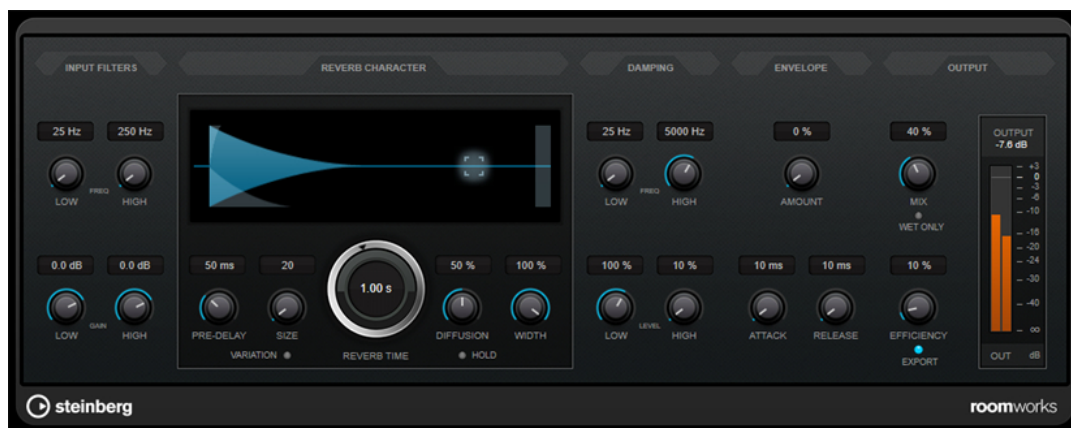 INPUT FILTERS REVERB CHARACTER DAMPING ENVELOPE OUTPUT
25 Hz 250 Hz 25 Hz 5000 Hz 0 % 40 % OUTPUT
-7.6 dB
LOW FREQ HIGH LOW FREQ HIGH AMOUNT MIX
WET ONLY
+3
0
-3
-6
-10
-16
-20
-24
-30
-40
∞
0.0 dB 0.0 dB 50 ms 20 1.00 s 50 % 100 % 100 % 10 % 10 ms 10 ms 10 %
LOW GAIN HIGH PRE-DELAY SIZE DIFFUSION WIDTH LOW LEVEL HIGH ATTACK RELEASE EFFICIENCY
VARIATION REVERB TIME HOLD EXPORT OUT dB
steinberg roomworks